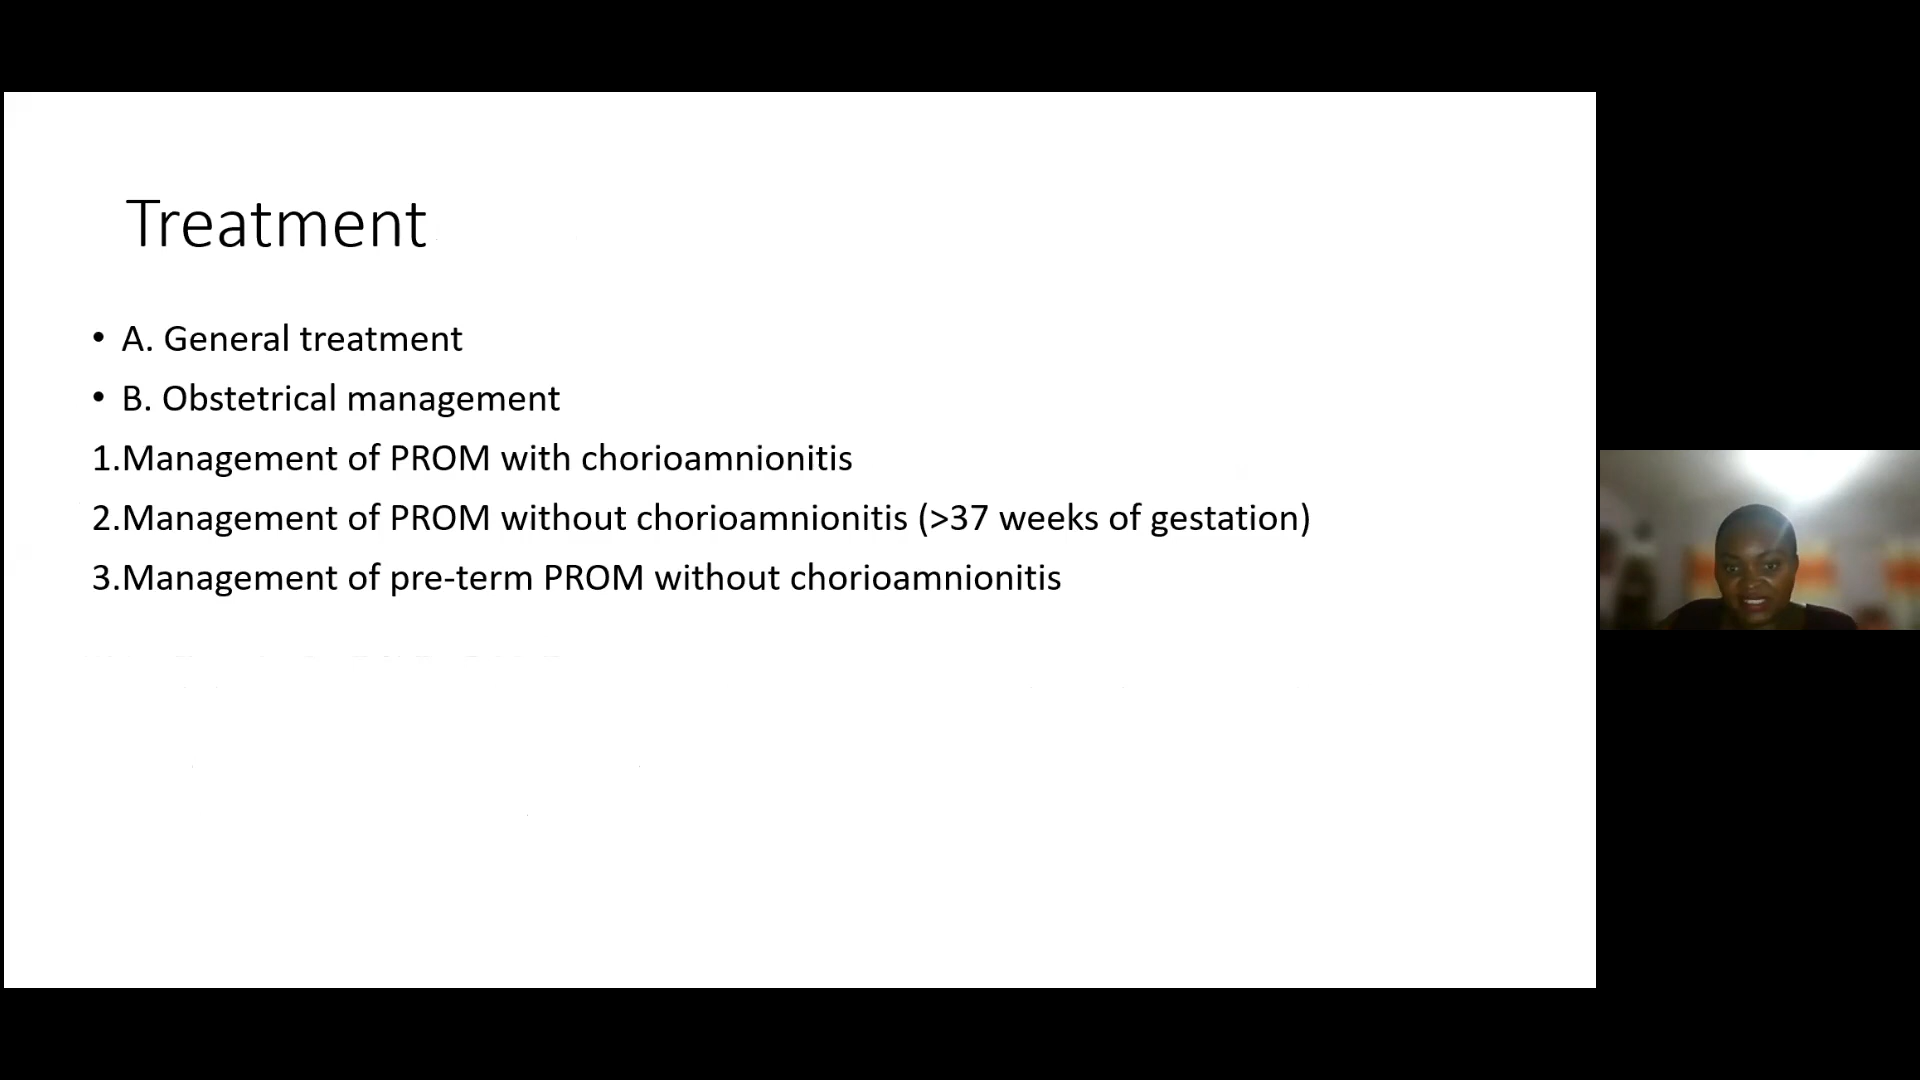 Treatment
• A. General treatment
• B. Obstetrical management
1.Management of PROM with chorioamnionitis
2.Management of PROM without chorioamnionitis (>37 weeks of gestation)
3.Management of pre-term PROM without chorioamnionitis